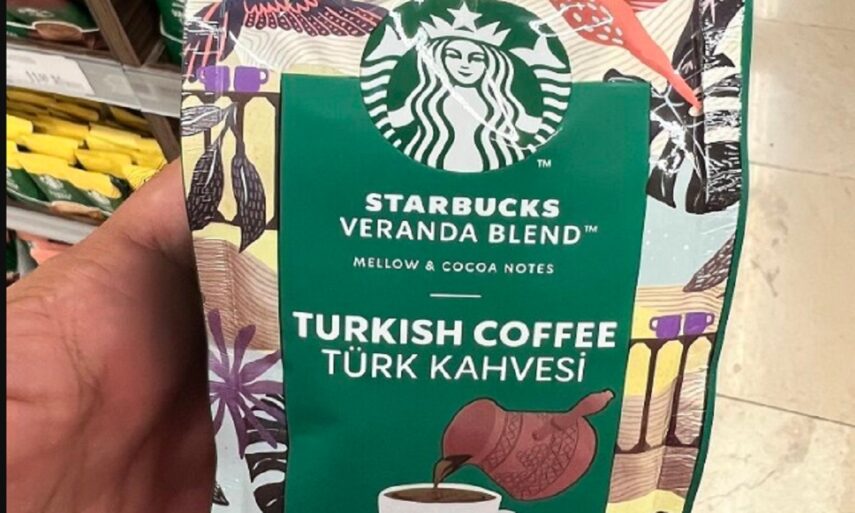 STARBUCKS
VERANDA BLEND™
MELLOW & COCOA NOTES
TURKISH COFFEE
TÜRK KAHVESİ